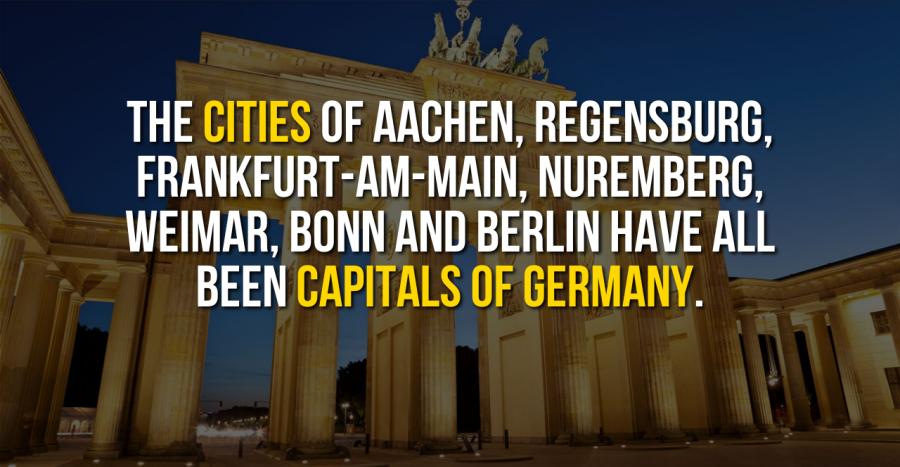 THE CITIES OF AACHEN, REGENSBURG,
FRANKFURT-AM-MAIN, NUREMBERG,
WEIMAR, BONN AND BERLIN HAVE ALL
BEEN CAPITALS OF GERMANY.